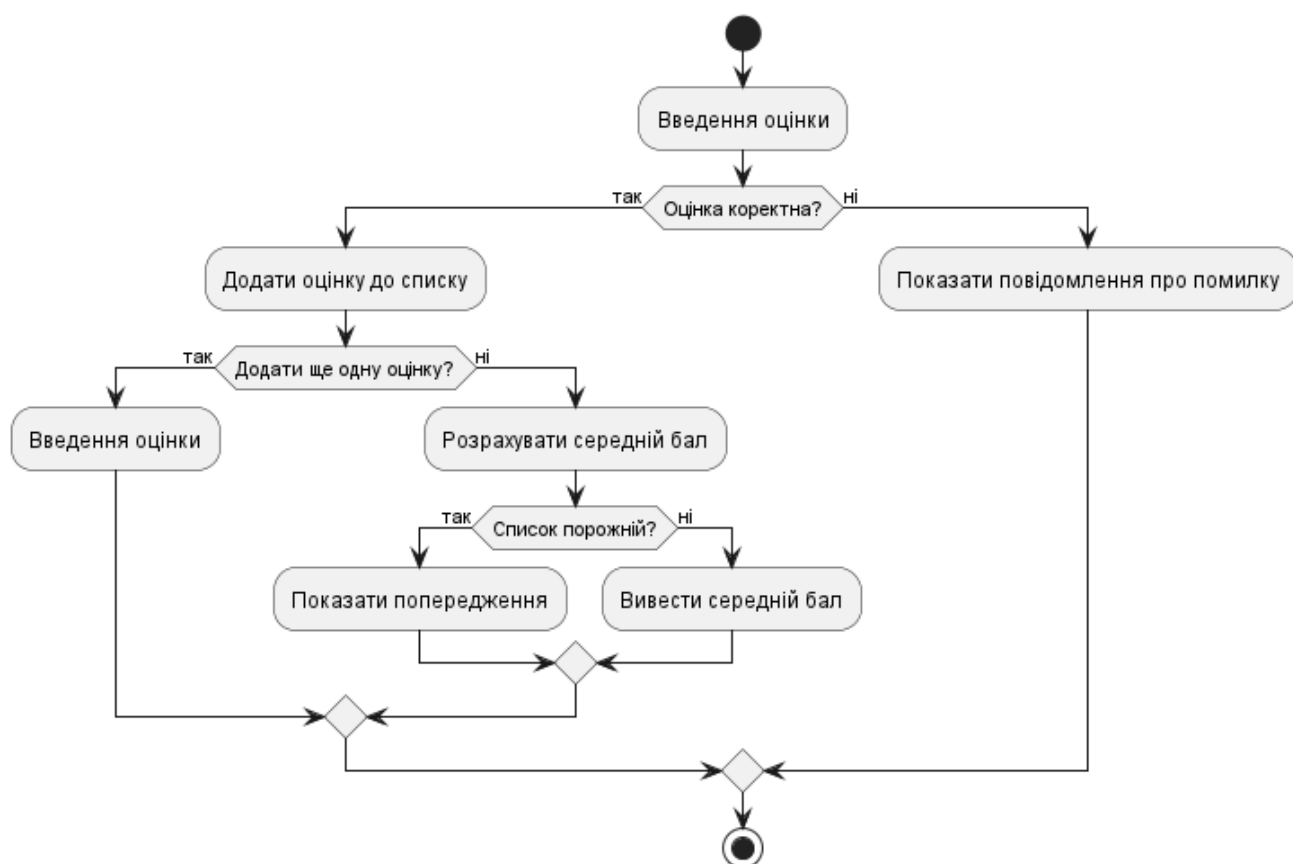 Введення оцінки
так
Оцінка коректна?
ні
Додати оцінку до списку
Показати повідомлення про помилку
так
Додати ще одну оцінку?
ні
Введення оцінки
Розрахувати середній бал
так
Список порожній?
ні
Показати попередження
Вивести середній бал